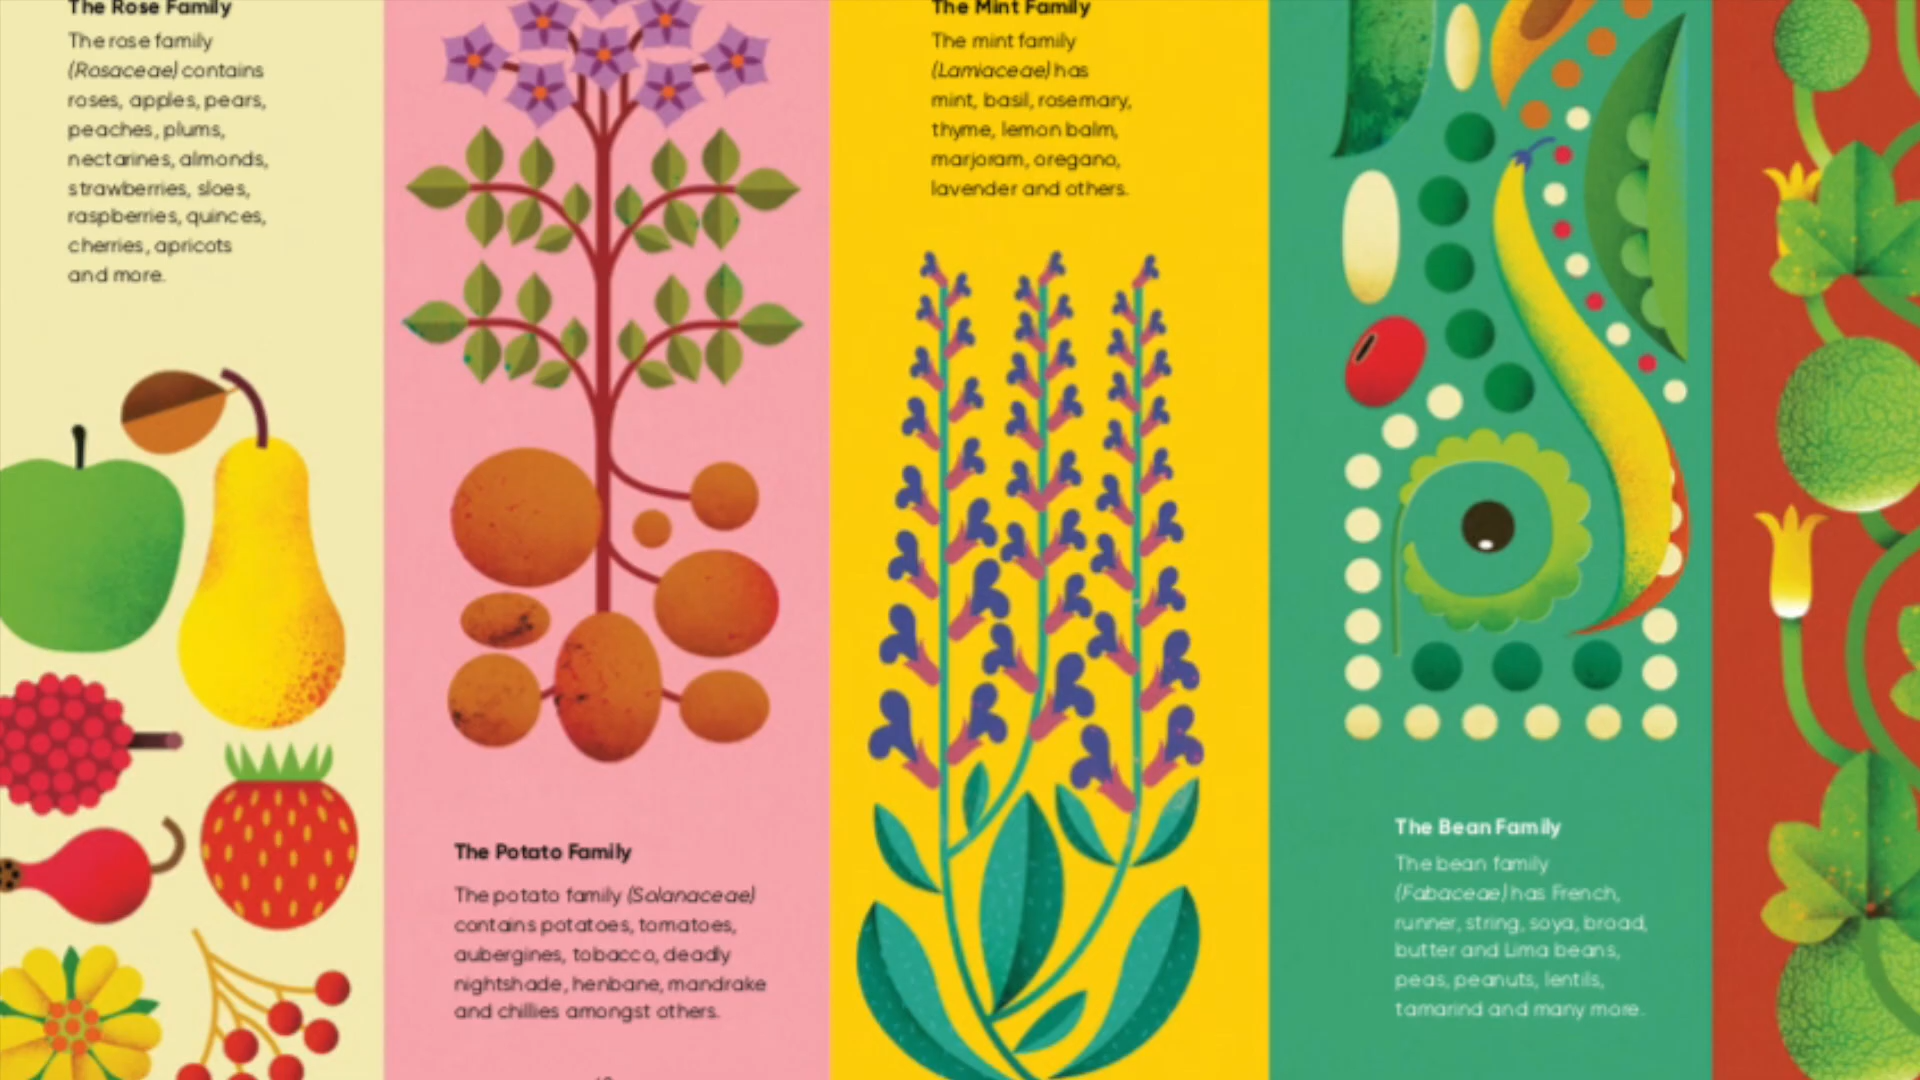 The Rose Family
The rose family
(Rosaceae) contains
roses, apples, pears,
peaches, plums,
nectarines, almonds,
strawberries, sloes,
raspberries, quinces,
cherries, apricots
and more.
The Potato Family
The potato family (Solanaceae)
contains potatoes, tomatoes,
aubergines, tobacco, deadly
nightshade, henbane, mandrake
and chillies amongst others.
The Mint Family
The mint family
(Lamiaceae) has
mint, basil, rosemary,
thyme, lemon balm,
marjoram, oregano,
lavender and others.
The Bean Family
The bean family
(Fabaceae) has French,
runner, string, soya, broad,
butter and Lima beans,
peas, peanuts, lentils,
tamarind and many more.